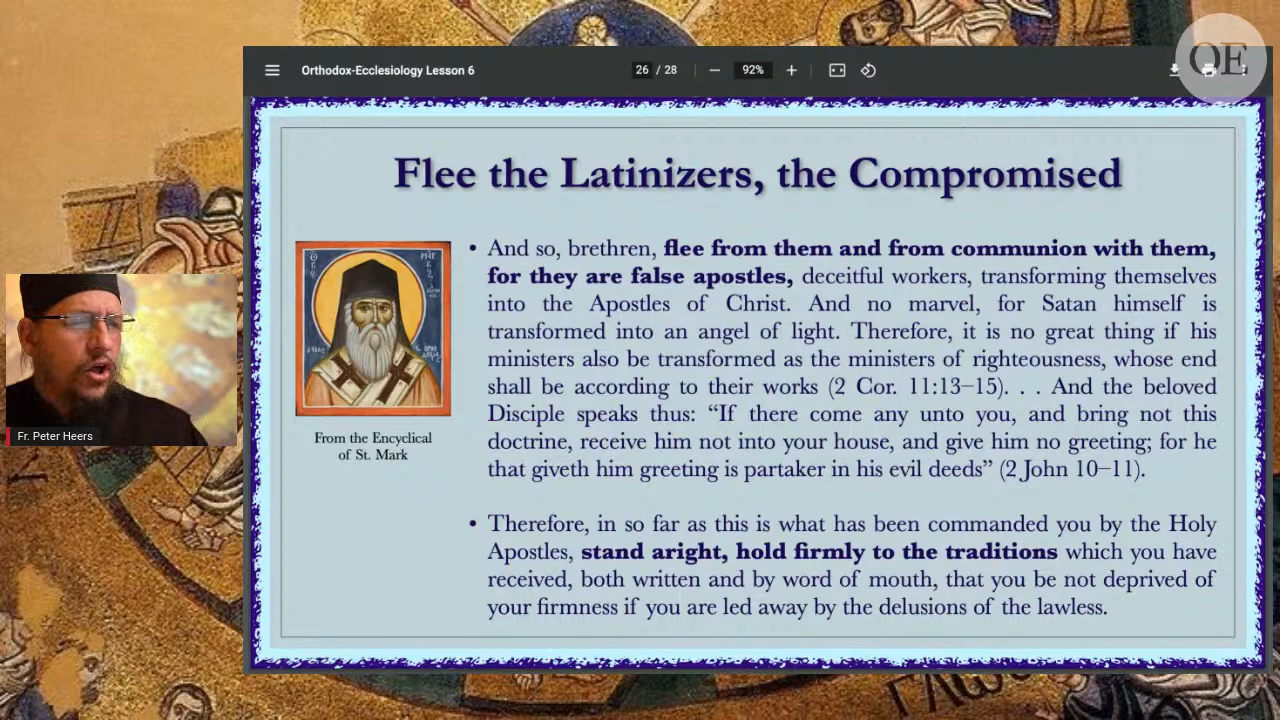 OE
Orthodox-Ecclesiology Lesson 6
26 / 28
92%
Flee the Latinizers, the Compromised
• And so, brethren, flee from them and from communion with them,
for they are false apostles, deceitful workers, transforming themselves
into the Apostles of Christ. And no marvel, for Satan himself is
transformed into an angel of light. Therefore, it is no great thing if his
ministers also be transformed as the ministers of righteousness, whose end
shall be according to their works (2 Cor. 11:13–15). . . And the beloved
Disciple speaks thus: “If there come any unto you, and bring not this
doctrine, receive him not into your house, and give him no greeting; for he
that giveth him greeting is partaker in his evil deeds” (2 John 10–11).
From the Encyclical
of St. Mark
• Therefore, in so far as this is what has been commanded you by the Holy
Apostles, stand aright, hold firmly to the traditions which you have
received, both written and by word of mouth, that you be not deprived of
your firmness if you are led away by the delusions of the lawless.
Fr. Peter Heers